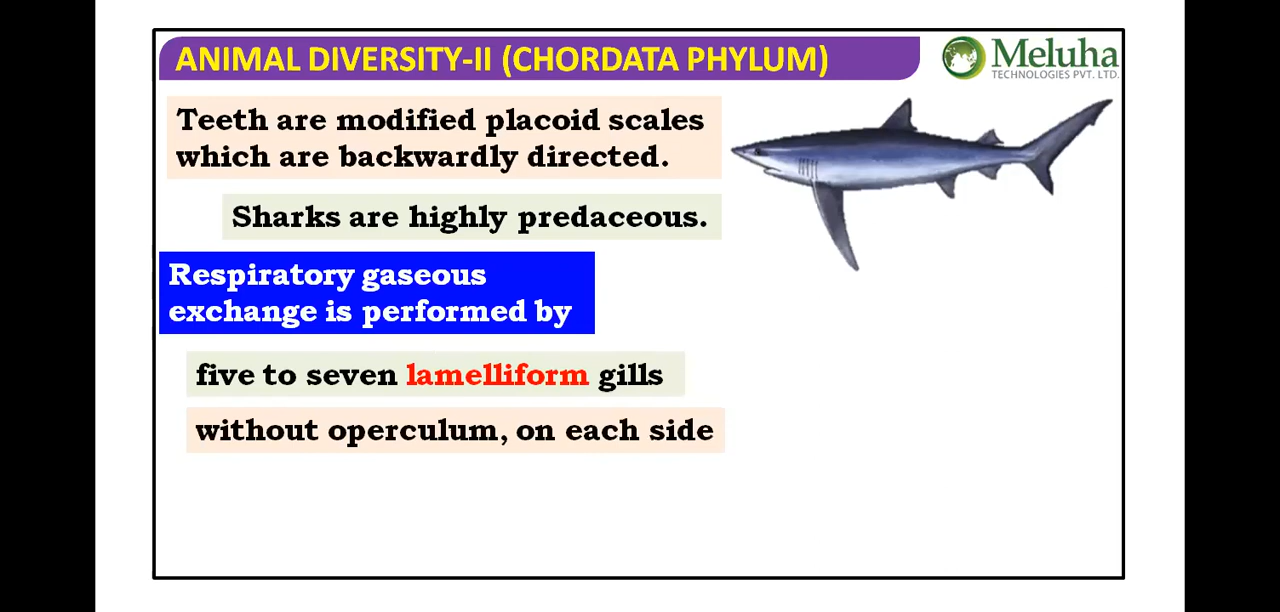 ANIMAL DIVERSITY-II (CHORDATA PHYLUM)
Meluha
TECHNOLOGIES PVT. LTD.
Teeth are modified placoid scales
which are backwardly directed.
Sharks are highly predaceous.
Respiratory gaseous
exchange is performed by
five to seven lamelliform gills
without operculum, on each side